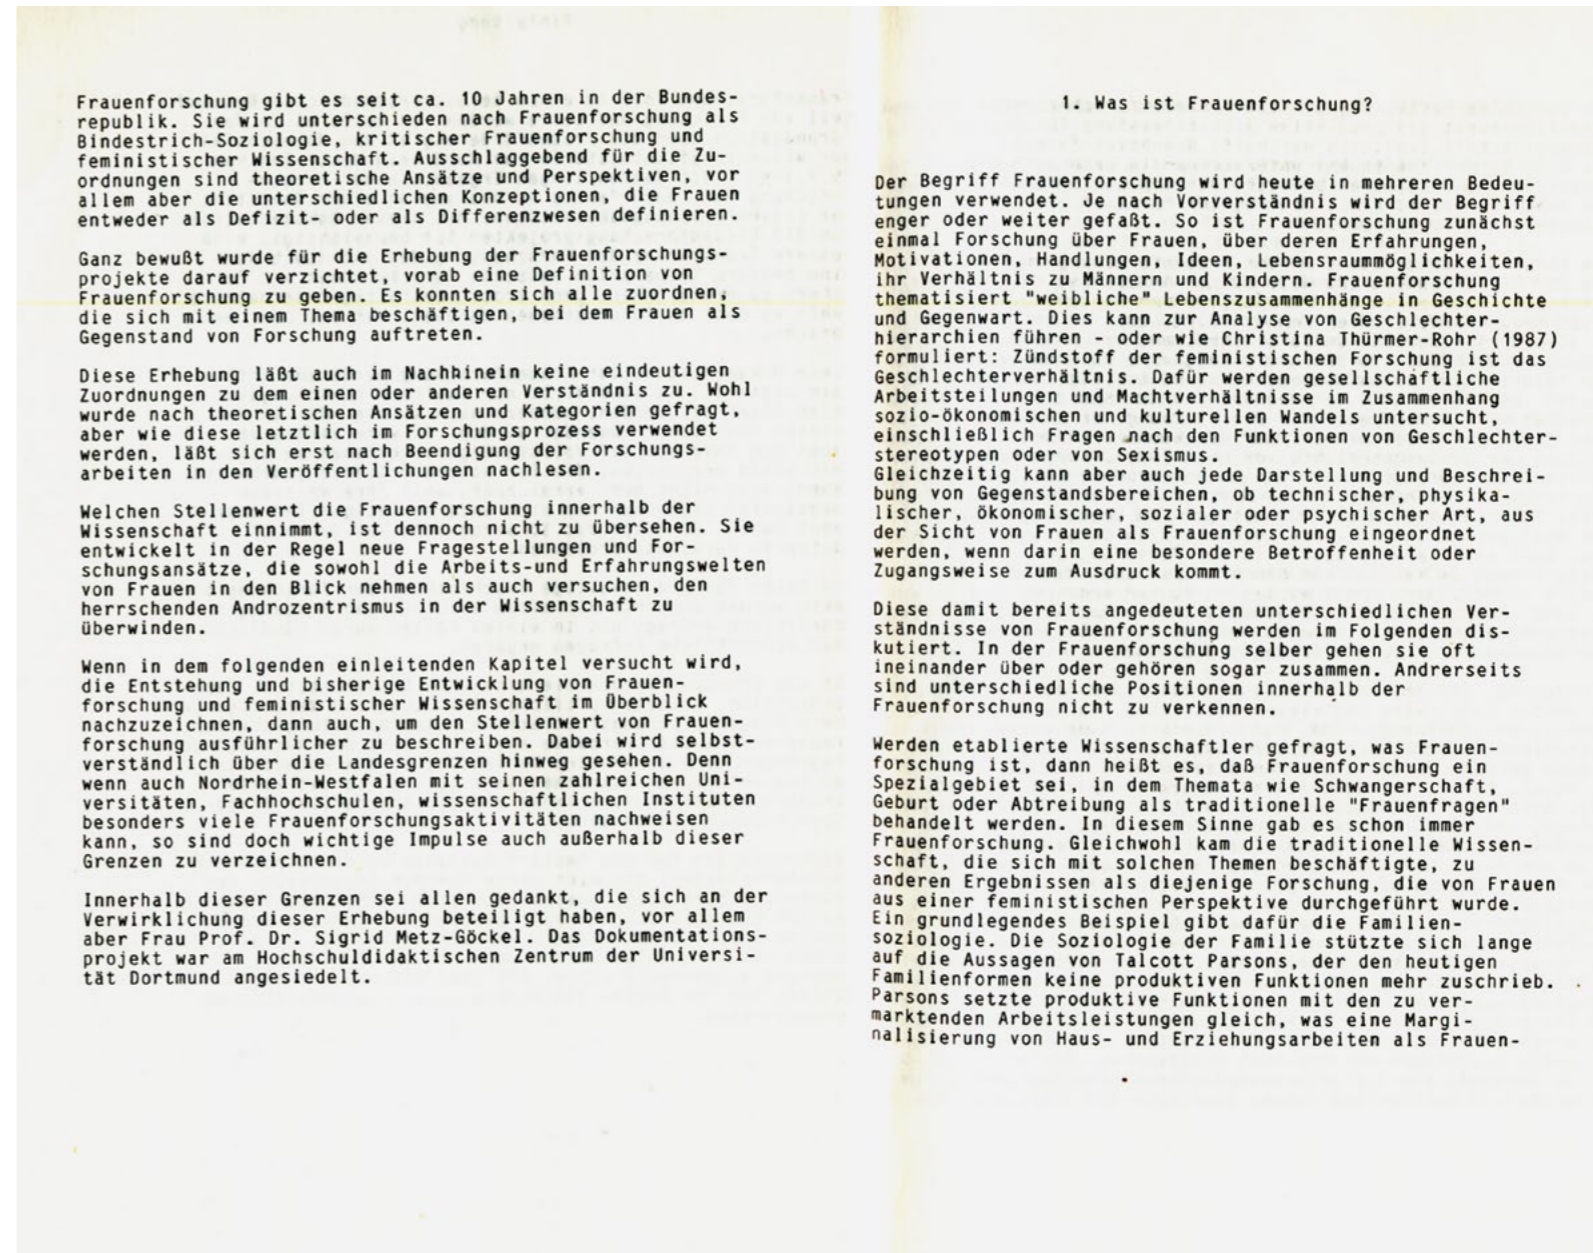 Frauenforschung gibt es seit ca. 10 Jahren in der Bundes-
republik. Sie wird unterschieden nach Frauenforschung als
Bindestrich-Soziologie, kritischer Frauenforschung und
feministischer Wissenschaft. Ausschlaggebend für die Zu-
ordnungen sind theoretische Ansätze und Perspektiven, vor
allem aber die unterschiedlichen Konzeptionen, die Frauen
entweder als Defizit- oder als Differenzwesen definieren.

Ganz bewußt wurde für die Erhebung der Frauenforschungs-
projekte darauf verzichtet, vorab eine Definition von
Frauenforschung zu geben. Es konnten sich alle zuordnen,
die sich mit einem Thema beschäftigen, bei dem Frauen als
Gegenstand von Forschung auftreten.

Diese Erhebung läßt auch im Nachhinein keine eindeutigen
Zuordnungen zu dem einen oder anderen Verständnis zu. Wohl
wurde nach theoretischen Ansätzen und Kategorien gefragt,
aber wie diese letztlich im Forschungsprozess verwendet
werden, läßt sich erst nach Beendigung der Forschungs-
arbeiten in den Veröffentlichungen nachlesen.

Welchen Stellenwert die Frauenforschung innerhalb der
Wissenschaft einnimmt, ist dennoch nicht zu übersehen. Sie
entwickelt in der Regel neue Fragestellungen und For-
schungsansätze, die sowohl die Arbeits-und Erfahrungswelten
von Frauen in den Blick nehmen als auch versuchen, den
herrschenden Androzentrismus in der Wissenschaft zu
überwinden.

Wenn in dem folgenden einleitenden Kapitel versucht wird,
die Entstehung und bisherige Entwicklung von Frauen-
forschung und feministischer Wissenschaft im Überblick
nachzuzeichnen, dann auch, um den Stellenwert von Frauen-
forschung ausführlicher zu beschreiben. Dabei wird selbst-
verständlich über die Landesgrenzen hinweg gesehen. Denn
wenn auch Nordrhein-Westfalen mit seinen zahlreichen Uni-
versitäten, Fachhochschulen, wissenschaftlichen Instituten
besonders viele Frauenforschungsaktivitäten nachweisen
kann, so sind doch wichtige Impulse auch außerhalb dieser
Grenzen zu verzeichnen.

Innerhalb dieser Grenzen sei allen gedankt, die sich an der
Verwirklichung dieser Erhebung beteiligt haben, vor allem
aber Frau Prof. Dr. Sigrid Metz-Göckel. Das Dokumentations-
projekt war am Hochschuldidaktischen Zentrum der Universi-
tät Dortmund angesiedelt.

1. Was ist Frauenforschung?

Der Begriff Frauenforschung wird heute in mehreren Bedeu-
tungen verwendet. Je nach Vorverständnis wird der Begriff
enger oder weiter gefaßt. So ist Frauenforschung zunächst
einmal Forschung über Frauen, über deren Erfahrungen,
Motivationen, Handlungen, Ideen, Lebensraummöglichkeiten,
ihr Verhältnis zu Männern und Kindern. Frauenforschung
thematisiert "weibliche" Lebenszusammenhänge in Geschichte
und Gegenwart. Dies kann zur Analyse von Geschlechter-
hierarchien führen - oder wie Christina Thürmer-Rohr (1987)
formuliert: Zündstoff der feministischen Forschung ist das
Geschlechterverhältnis. Dafür werden gesellschaftliche
Arbeitsteilungen und Machtverhältnisse im Zusammenhang
sozio-ökonomischen und kulturellen Wandels untersucht,
einschließlich Fragen nach den Funktionen von Geschlechter-
stereotypen oder von Sexismus.
Gleichzeitig kann aber auch jede Darstellung und Beschrei-
bung von Gegenstandsbereichen, ob technischer, physika-
lischer, ökonomischer, sozialer oder psychischer Art, aus
der Sicht von Frauen als Frauenforschung eingeordnet
werden, wenn darin eine besondere Betroffenheit oder
Zugangsweise zum Ausdruck kommt.

Diese damit bereits angedeuteten unterschiedlichen Ver-
ständnisse von Frauenforschung werden im Folgenden dis-
kutiert. In der Frauenforschung selber gehen sie oft
ineinander über oder gehören sogar zusammen. Andrerseits
sind unterschiedliche Positionen innerhalb der
Frauenforschung nicht zu verkennen.

Werden etablierte Wissenschaftler gefragt, was Frauen-
forschung ist, dann heißt es, daß Frauenforschung ein
Spezialgebiet sei, in dem Themata wie Schwangerschaft,
Geburt oder Abtreibung als traditionelle "Frauenfragen"
behandelt werden. In diesem Sinne gab es schon immer
Frauenforschung. Gleichwohl kam die traditionelle Wissen-
schaft, die sich mit solchen Themen beschäftigte, zu
anderen Ergebnissen als diejenige Forschung, die von Frauen
aus einer feministischen Perspektive durchgeführt wurde.
Ein grundlegendes Beispiel gibt dafür die Familien-
soziologie. Die Soziologie der Familie stützte sich lange
auf die Aussagen von Talcott Parsons, der den heutigen
Familienformen keine produktiven Funktionen mehr zuschrieb.
Parsons setzte produktive Funktionen mit den zu ver-
marktenden Arbeitsleistungen gleich, was eine Margi-
nalisierung von Haus- und Erziehungsarbeiten als Frauen-